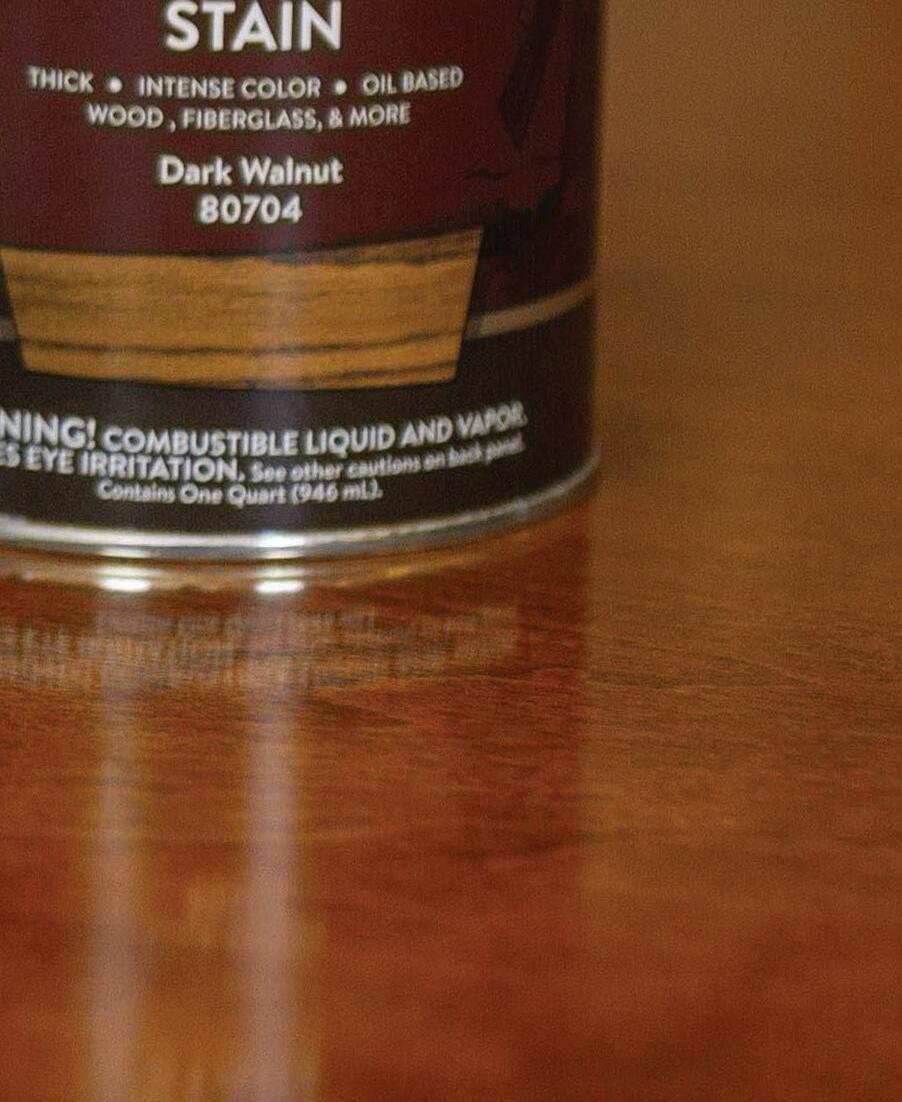 STAIN
THICK • INTENSE COLOR • OIL BASED
WOOD , FIBERGLASS, & MORE
Dark Walnut
80704
NING! COMBUSTIBLE LIQUID AND VAPOR.
ES EYE IRRITATION. See other cautions on back panel.
Contains One Quart (946 mL).